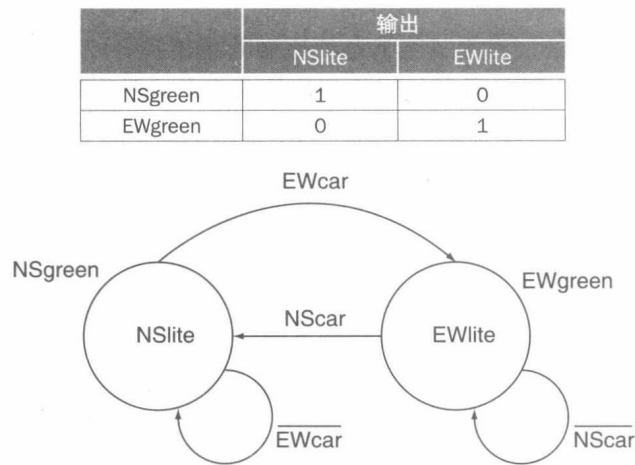 输出
NSlite EWlite
NSgreen 1 0
EWgreen 0 1
EWcar
NSgreen
EWgreen
NScar
NSlite
EWlite
EWcar
NScar